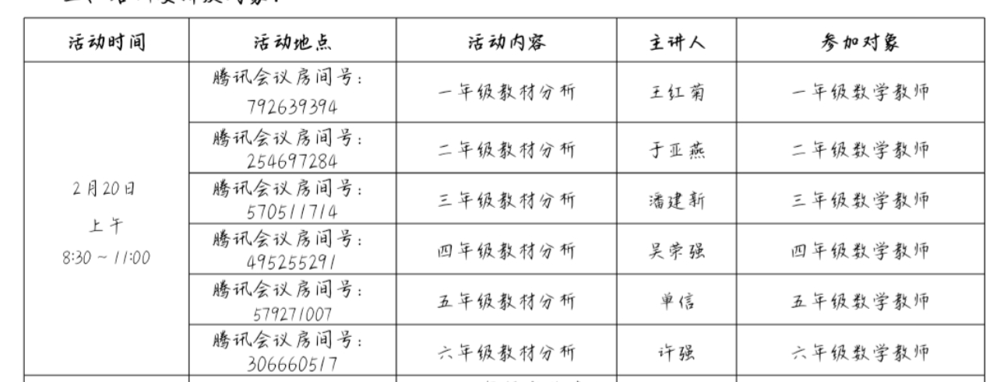 活动时间 活动地点 活动内容 主讲人 参加对象
2月20日
上午
8:30 ~ 11:00
腾讯会议房间号：
792639394
一年级教材分析 王红菊 一年级数学教师
腾讯会议房间号：
254697284
二年级教材分析 于亚燕 二年级数学教师
腾讯会议房间号：
570511714
三年级教材分析 潘建新 三年级数学教师
腾讯会议房间号：
495255291
四年级教材分析 吴荣强 四年级数学教师
腾讯会议房间号：
579271007
五年级教材分析 单信 五年级数学教师
腾讯会议房间号：
306660517
六年级教材分析 许强 六年级数学教师